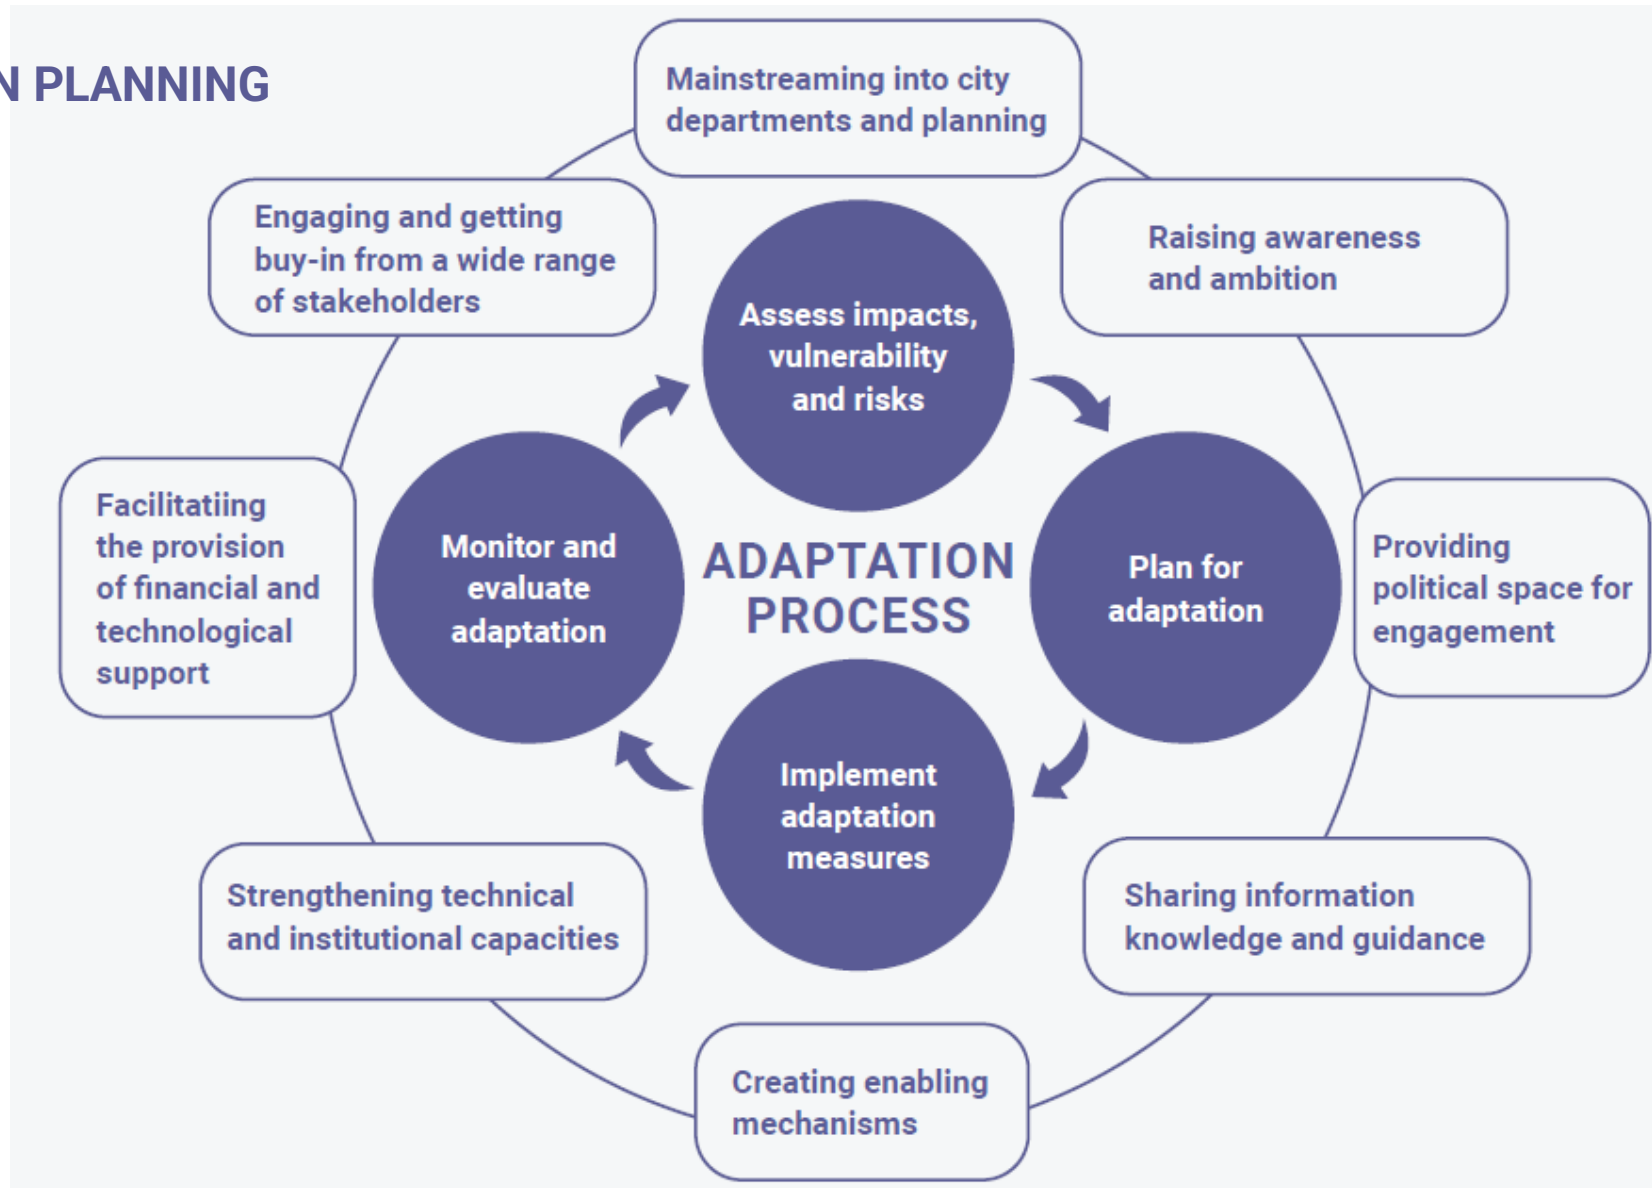 N PLANNING
Mainstreaming into city
departments and planning
Engaging and getting
buy-in from a wide range
of stakeholders
Raising awareness
and ambition
Assess impacts,
vulnerability
and risks
Facilitatiing
the provision
of financial and
technological
support
Monitor and
evaluate
adaptation
ADAPTATION
PROCESS
Plan for
adaptation
Providing
political space for
engagement
Implement
adaptation
measures
Strengthening technical
and institutional capacities
Sharing information
knowledge and guidance
Creating enabling
mechanisms